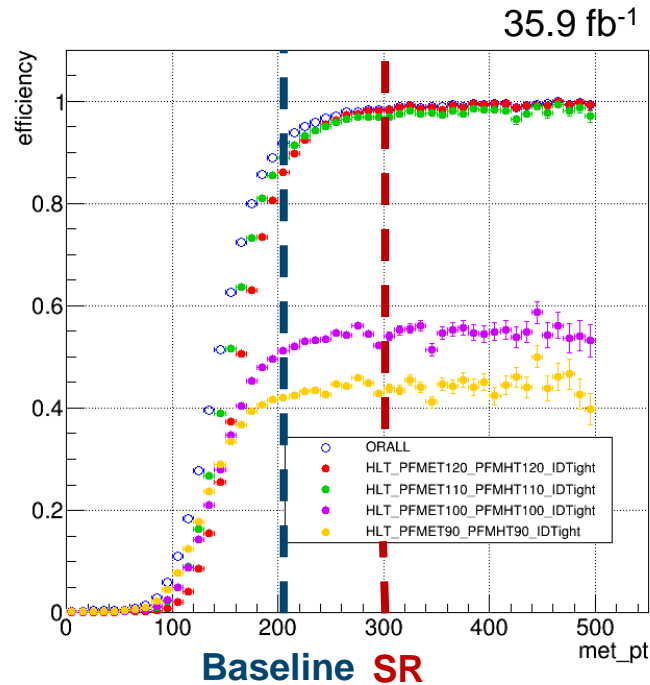 35.9 fb-1
efficiency
1
0.8
0.6
0.4
0.2
0
ORALL
HLT_PFMET120_PFMHT120_IDTight
HLT_PFMET110_PFMHT110_IDTight
HLT_PFMET100_PFMHT100_IDTight
HLT_PFMET90_PFMHT90_IDTight
0 100 200 300 400 500
met_pt
Baseline SR